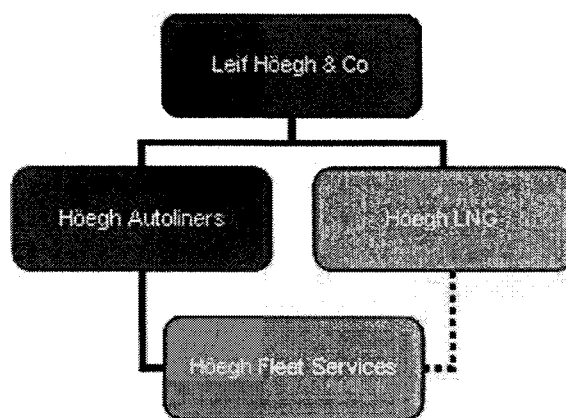 Leif Höegh & Co
Höegh Autoliners
Höegh LNG
Höegh Fleet Services